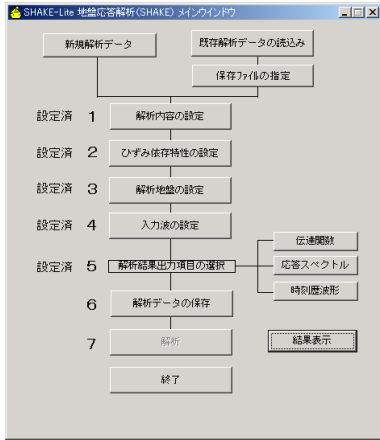 SHAKE-Lite 地盤応答解析(SHAKE) メインウインドウ
新規解析データ
既存解析データの読込み
保存ファイルの指定
設定済 1 解析内容の設定
設定済 2 ひずみ依存特性の設定
設定済 3 解析地盤の設定
設定済 4 入力波の設定
伝達関数
設定済 5 解析結果出力項目の選択 応答スペクトル
時刻歴波形
6 解析データの保存
7 解析 結果表示
終了